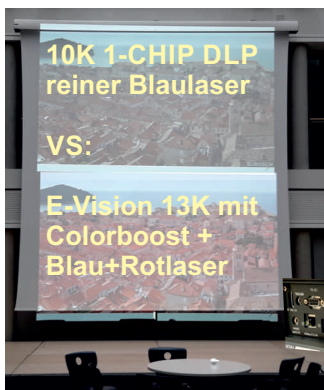 10K 1-CHIP DLP
reiner Blaulaser
VS:
E-Vision 13K mit
Colorboost +
Blau+Rotlaser